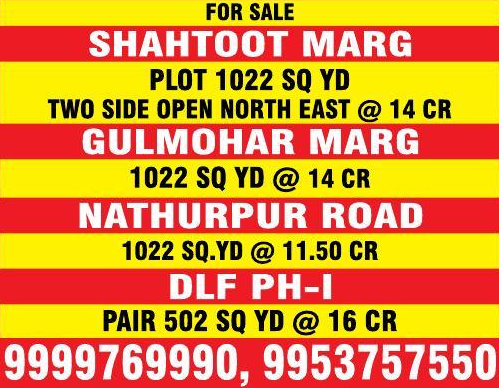 FOR SALE
SHAHTOOT MARG
PLOT 1022 SQ YD
TWO SIDE OPEN NORTH EAST @ 14 CR
GULMOHAR MARG
1022 SQ YD @ 14 CR
NATHURPUR ROAD
1022 SQ.YD @ 11.50 CR
DLF PH-I
PAIR 502 SQ YD @ 16 CR
9999769990, 9953757550